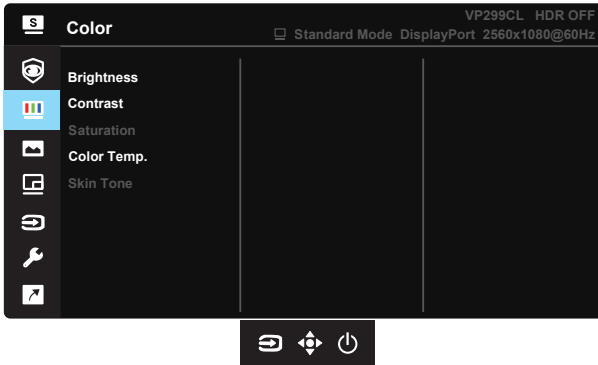 S
Color
VP299CL HDR OFF
Standard Mode DisplayPort 2560x1080@60Hz
Brightness
Contrast
Saturation
Color Temp.
Skin Tone